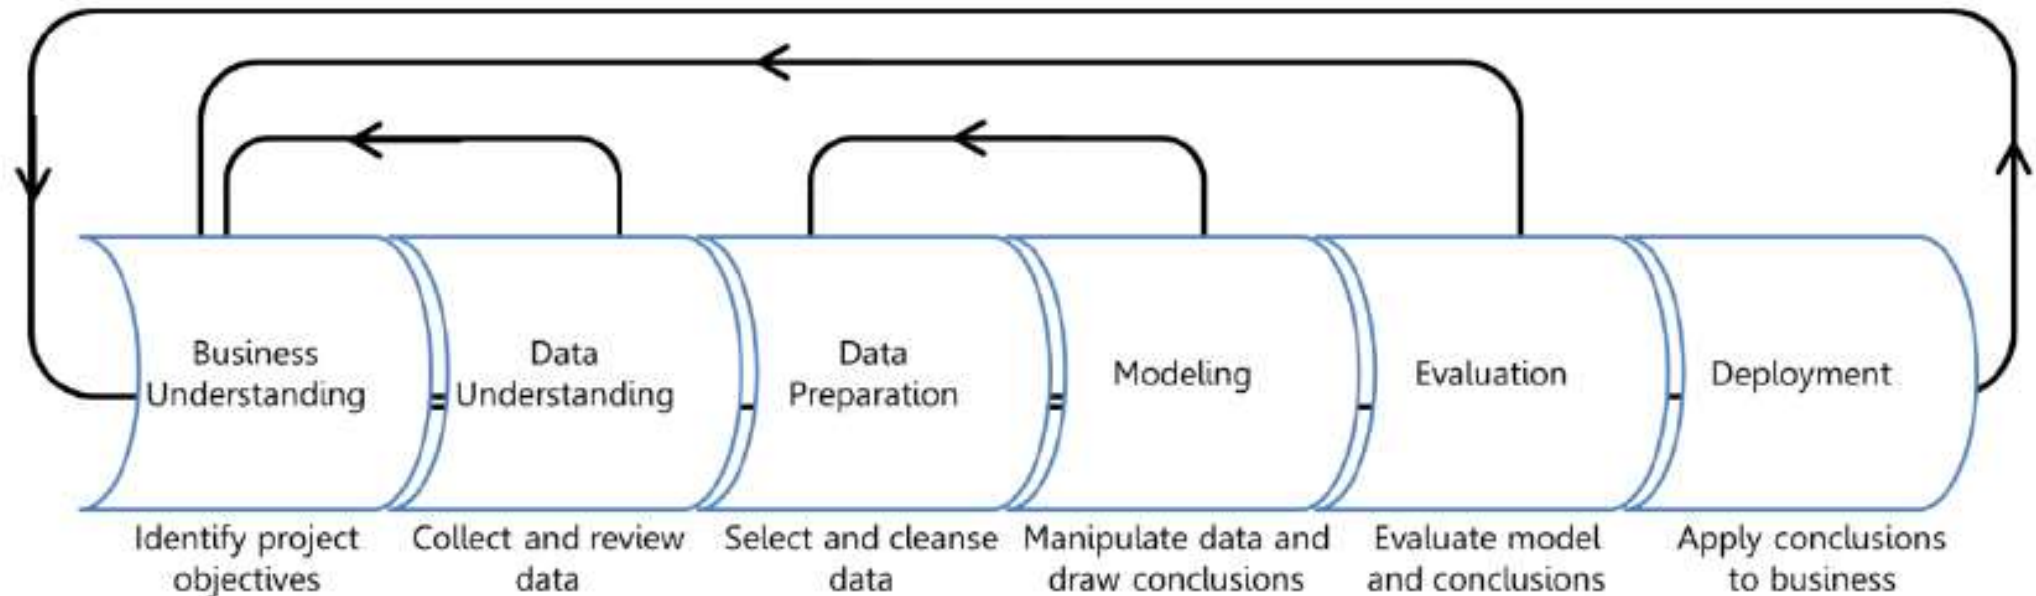 Business
Understanding
Data
Understanding
Data
Preparation
Modeling
Evaluation
Deployment
Identify project
objectives
Collect and review
data
Select and cleanse
data
Manipulate data and
draw conclusions
Evaluate model
and conclusions
Apply conclusions
to business